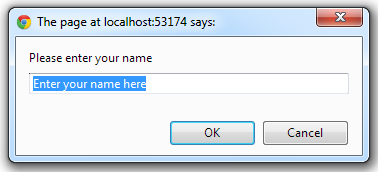 The page at localhost:53174 says:
Please enter your name
Enter your name here
OK Cancel